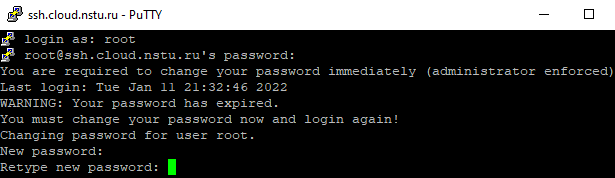 ssh.cloud.nstu.ru - PuTTY
login as: root
root@ssh.cloud.nstu.ru's password:
You are required to change your password immediately (administrator enforced)
Last login: Tue Jan 11 21:32:46 2022
WARNING: Your password has expired.
You must change your password now and login again!
Changing password for user root.
New password:
Retype new password: